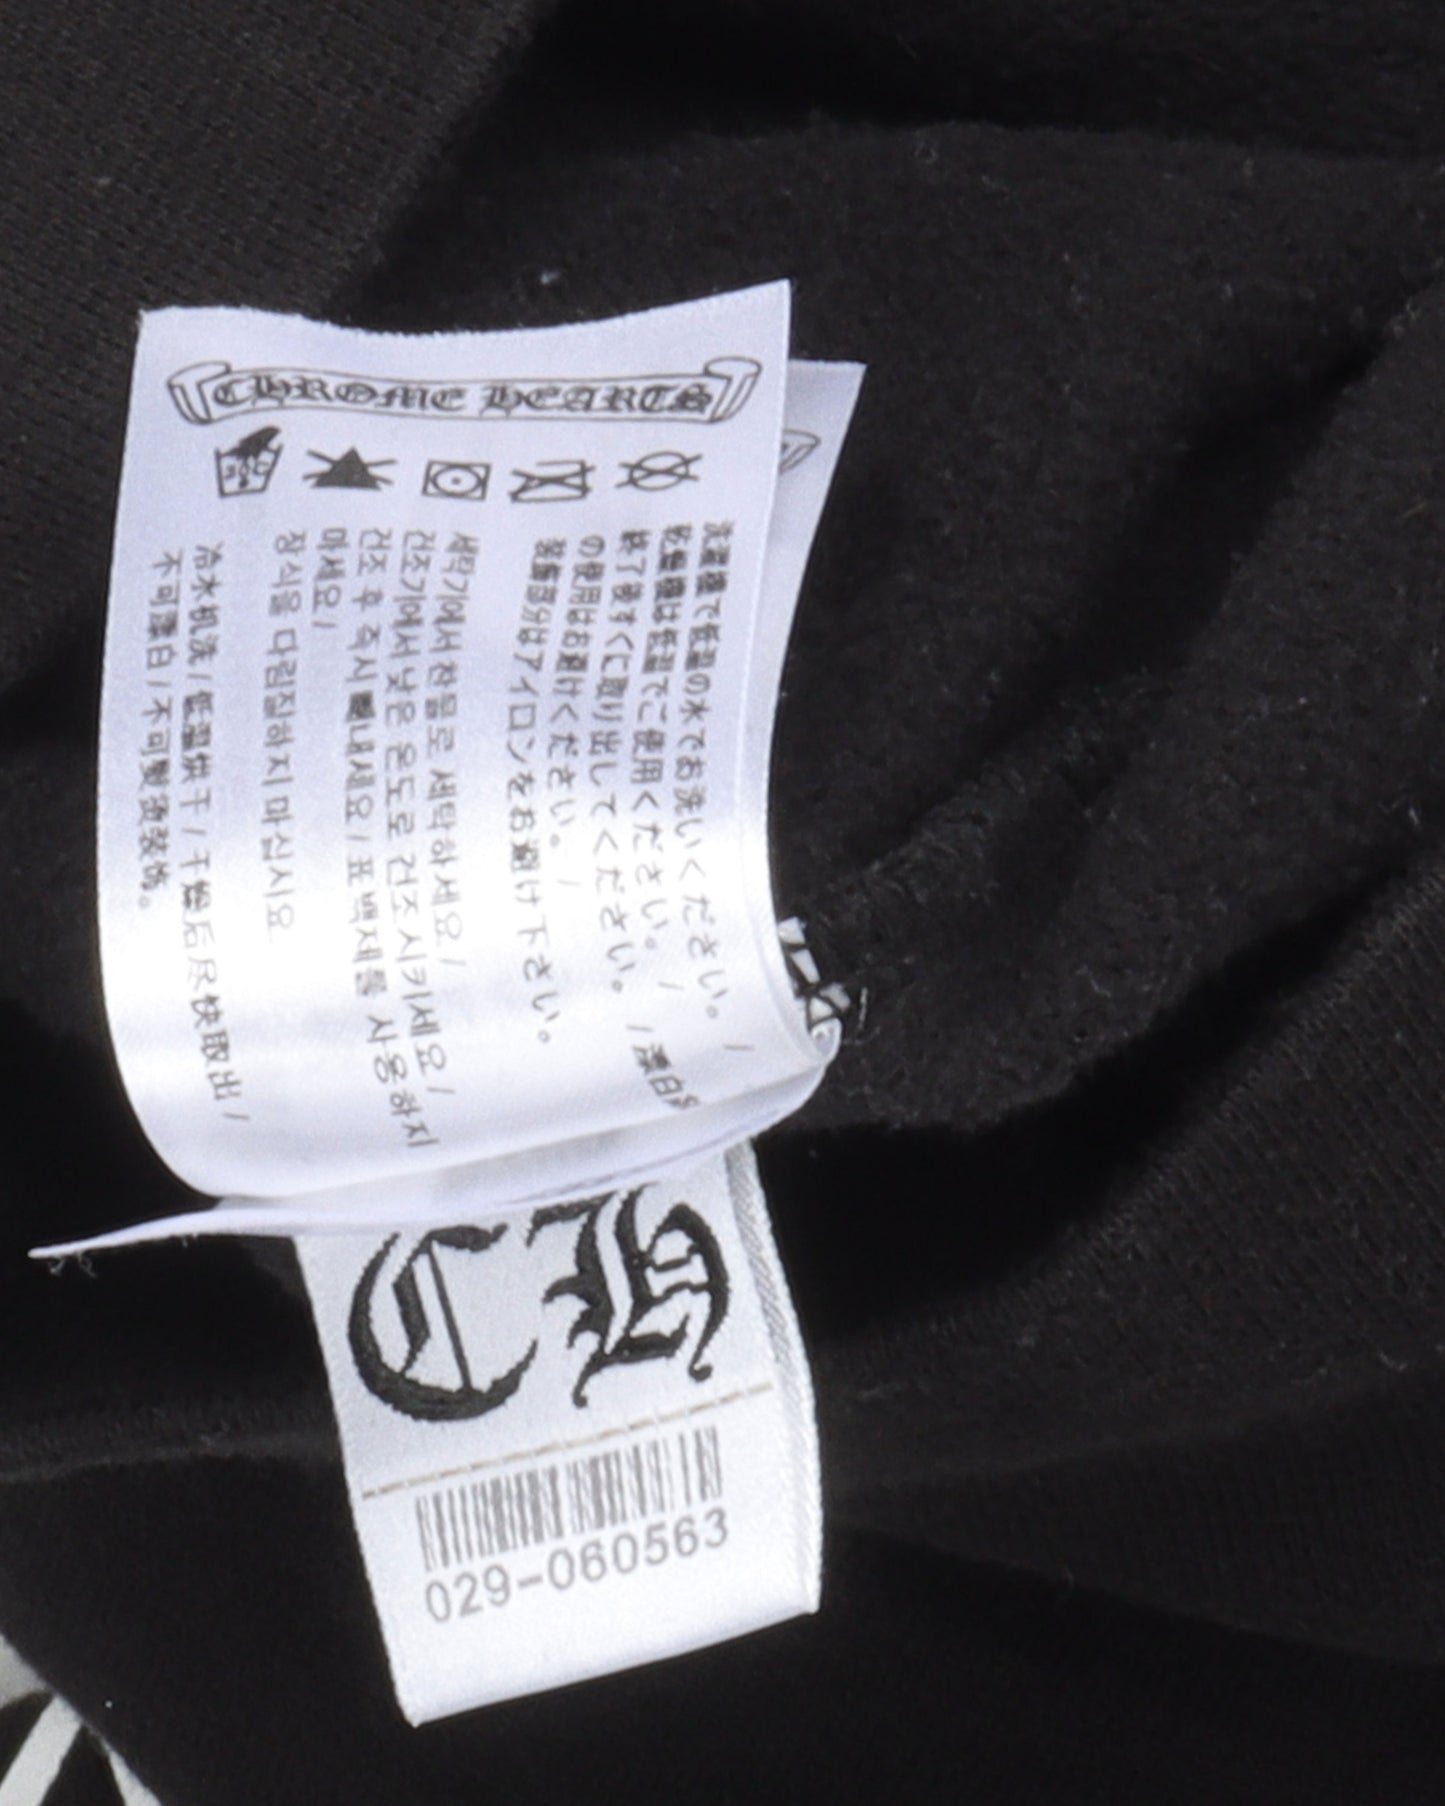 CHROME HEARTS
30C
洗濯機で低温の水でお洗いください。 /
乾燥機は低温でご使用ください。 /
終了後すぐに取り出してください。 /漂白
の使用はお避けください。 /
装飾部分はアイロンをお避け下さい。
세탁기에서 찬물로 세탁하세요 /
건조기에서 낮은 온도로 건조시키세요 /
건조 후 즉시 빼내세요 / 표백제를 사용하지
마세요 /
장식을 다림질하지 마십시요
冷水机洗 / 低温烘干 / 干燥后尽快取出 /
不可漂白 / 不可熨烫装饰。
CH
029-060563